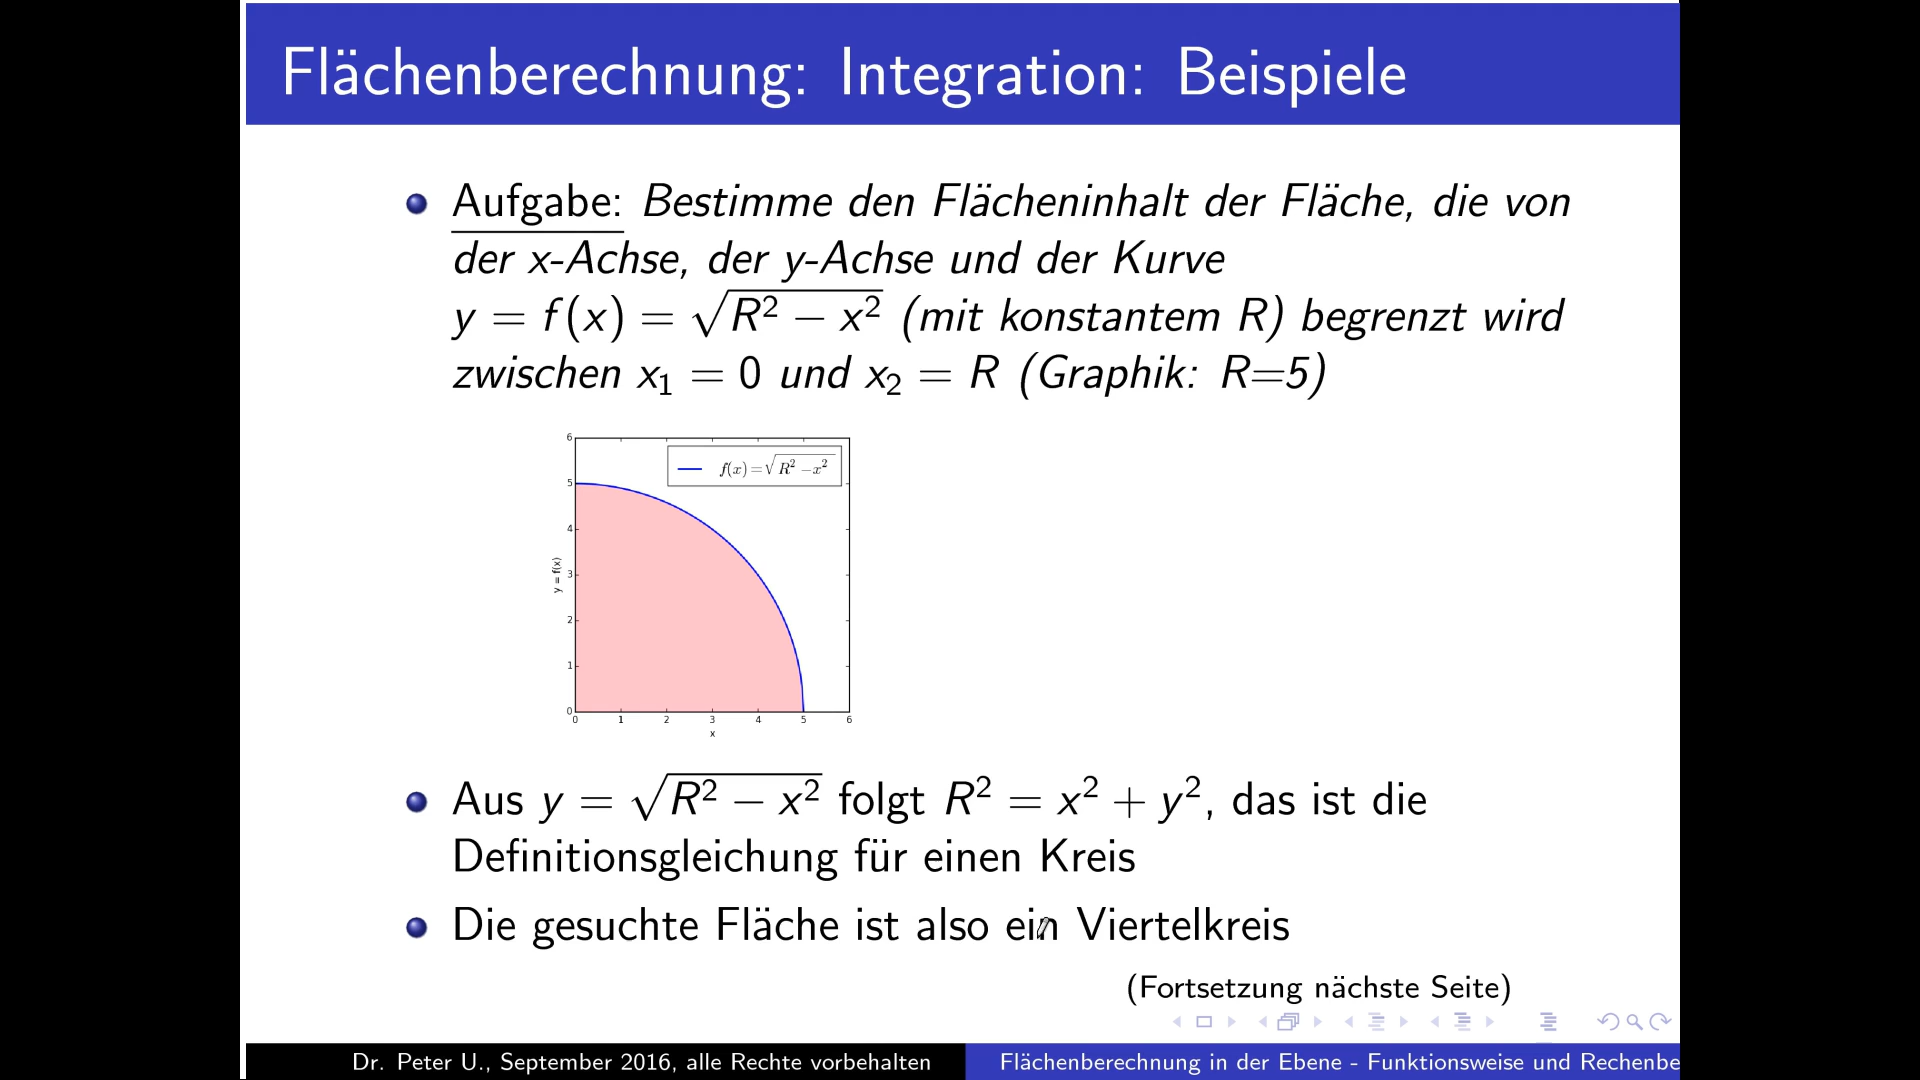 Flächenberechnung: Integration: Beispiele
Aufgabe: Bestimme den Flächeninhalt der Fläche, die von
der x-Achse, der y-Achse und der Kurve
y = f(x) = √(R² − x²) (mit konstantem R) begrenzt wird
zwischen x₁ = 0 und x₂ = R (Graphik: R=5)
f(x)=√(R²−x²)
6
5
4
3
2
1
0
y = f(x)
0 1 2 3 4 5 6
x
Aus y = √(R² − x²) folgt R² = x² + y², das ist die
Definitionsgleichung für einen Kreis
Die gesuchte Fläche ist also ein Viertelkreis
(Fortsetzung nächste Seite)
Dr. Peter U., September 2016, alle Rechte vorbehalten
Flächenberechnung in der Ebene - Funktionsweise und Rechenbe